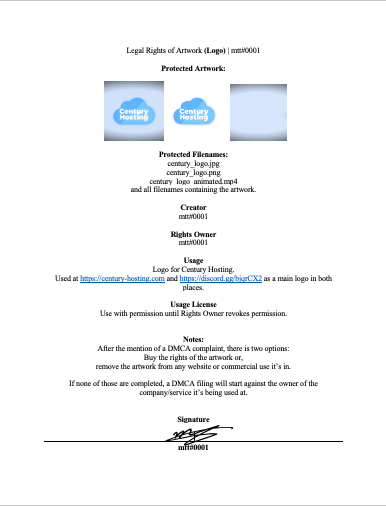 Legal Rights of Artwork (Logo) | mtt#0001
Protected Artwork:
Century
Hosting
Century
Hosting
Protected Filenames:
century_logo.jpg
century_logo.png
century_logo_animated.mp4
and all filenames containing the artwork.
Creator
mtt#0001
Rights Owner
mtt#0001
Usage
Logo for Century Hosting.
Used at https://century-hosting.com and https://discord.gg/bjqrCX2 as a main logo in both
places.
Usage License
Use with permission until Rights Owner revokes permission.
Notes:
After the mention of a DMCA complaint, there is two options:
Buy the rights of the artwork or,
remove the artwork from any website or commercial use it’s in.
If none of those are completed, a DMCA filing will start against the owner of the
company/service it’s being used at.
Signature
mtt#0001